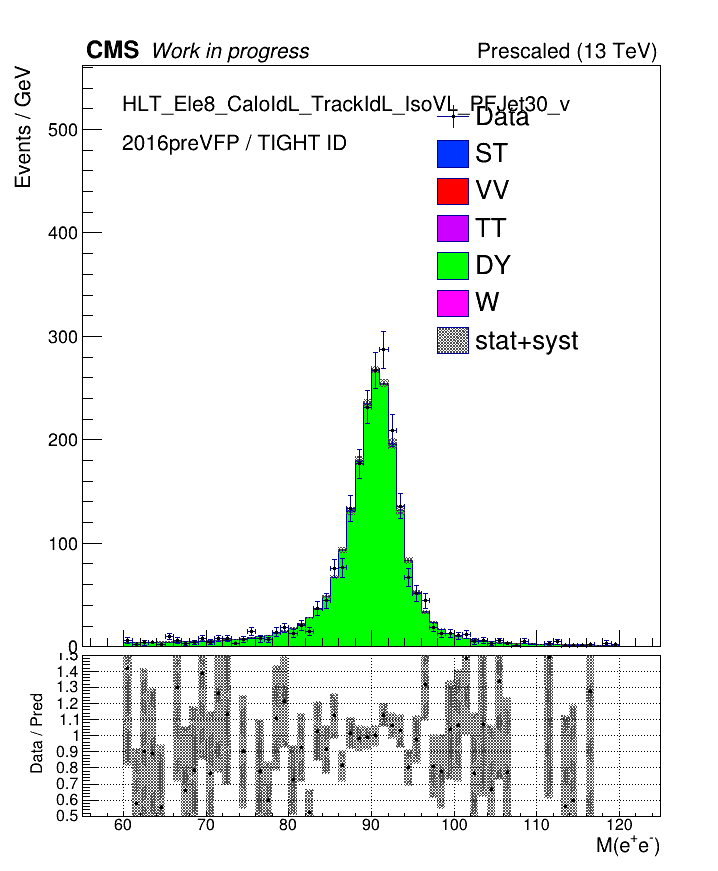 CMS Work in progress Prescaled (13 TeV)
Events / GeV
HLT_Ele8_CaloIdL_TrackIdL_IsoVL_PFJet30_v
2016preVFP / TIGHT ID
Data
ST
VV
TT
DY
W
stat+syst
500
400
300
200
100
0
Data / Pred
1.5
1.4
1.3
1.2
1.1
1
0.9
0.8
0.7
0.6
0.5
60 70 80 90 100 110 120
M(e⁺e⁻)